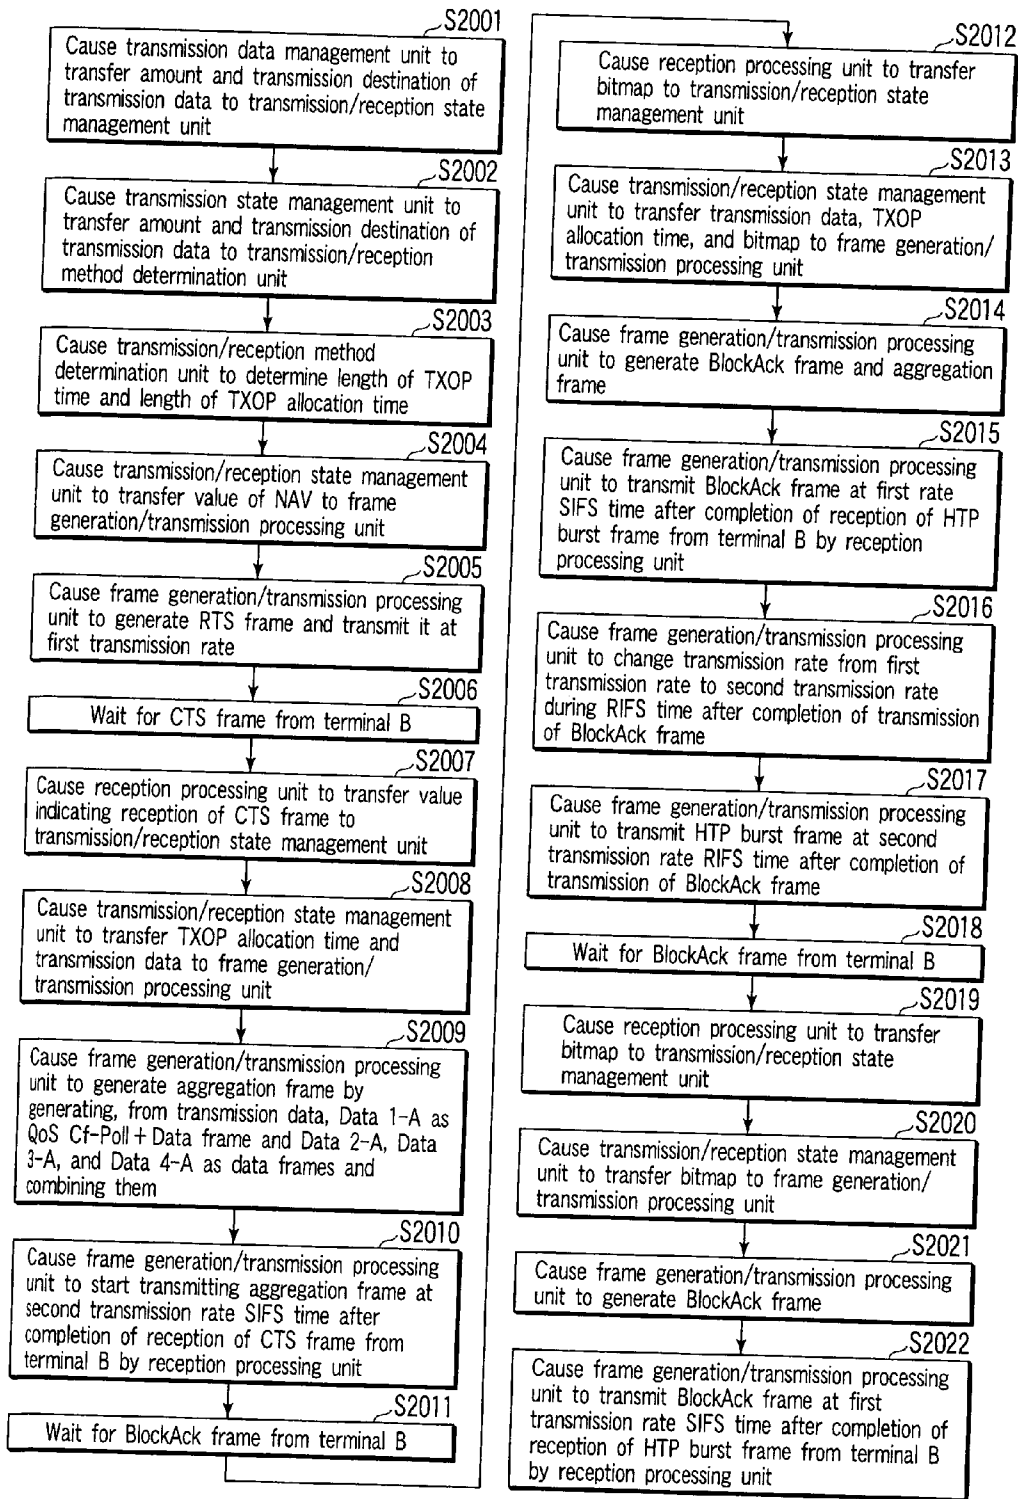 S2001
Cause transmission data management unit to
transfer amount and transmission destination of
transmission data to transmission/reception state
management unit
S2002
Cause transmission state management unit to
transfer amount and transmission destination of
transmission data to transmission/reception
method determination unit
S2003
Cause transmission/reception method
determination unit to determine length of TXOP
time and length of TXOP allocation time
S2004
Cause transmission/reception state management
unit to transfer value of NAV to frame
generation/transmission processing unit
S2005
Cause frame generation/transmission processing
unit to generate RTS frame and transmit it at
first transmission rate
S2006
Wait for CTS frame from terminal B
S2007
Cause reception processing unit to transfer value
indicating reception of CTS frame to
transmission/reception state management unit
S2008
Cause transmission/reception state management
unit to transfer TXOP allocation time and
transmission data to frame generation/
transmission processing unit
S2009
Cause frame generation/transmission processing
unit to generate aggregation frame by
generating, from transmission data, Data 1-A as
QoS Cf-Poll + Data frame and Data 2-A, Data
3-A, and Data 4-A as data frames and
combining them
S2010
Cause frame generation/transmission processing
unit to start transmitting aggregation frame at
second transmission rate SIFS time after
completion of reception of CTS frame from
terminal B by reception processing unit
S2011
Wait for BlockAck frame from terminal B
S2012
Cause reception processing unit to transfer
bitmap to transmission/reception state
management unit
S2013
Cause transmission/reception state management
unit to transfer transmission data, TXOP
allocation time, and bitmap to frame generation/
transmission processing unit
S2014
Cause frame generation/transmission processing
unit to generate BlockAck frame and aggregation
frame
S2015
Cause frame generation/transmission processing
unit to transmit BlockAck frame at first rate
SIFS time after completion of reception of HTP
burst frame from terminal B by reception
processing unit
S2016
Cause frame generation/transmission processing
unit to change transmission rate from first
transmission rate to second transmission rate
during RIFS time after completion of transmission
of BlockAck frame
S2017
Cause frame generation/transmission processing
unit to transmit HTP burst frame at second
transmission rate RIFS time after completion of
transmission of BlockAck frame
S2018
Wait for BlockAck frame from terminal B
S2019
Cause reception processing unit to transfer
bitmap to transmission/reception state
management unit
S2020
Cause transmission/reception state management
unit to transfer bitmap to frame generation/
transmission processing unit
S2021
Cause frame generation/transmission processing
unit to generate BlockAck frame
S2022
Cause frame generation/transmission processing
unit to transmit BlockAck frame at first
transmission rate SIFS time after completion of
reception of HTP burst frame from terminal B
by reception processing unit